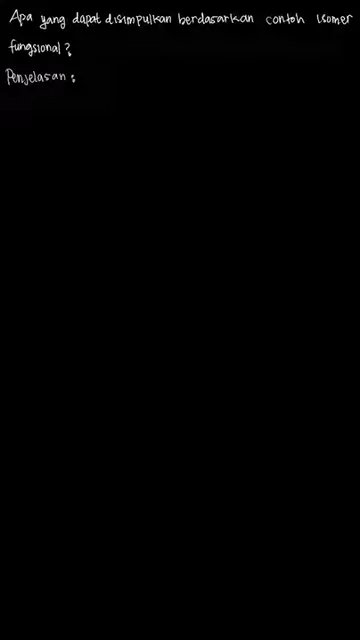 Apa yang dapat disimpulkan berdasarkan contoh isomer
fungsional?
Penjelasan :